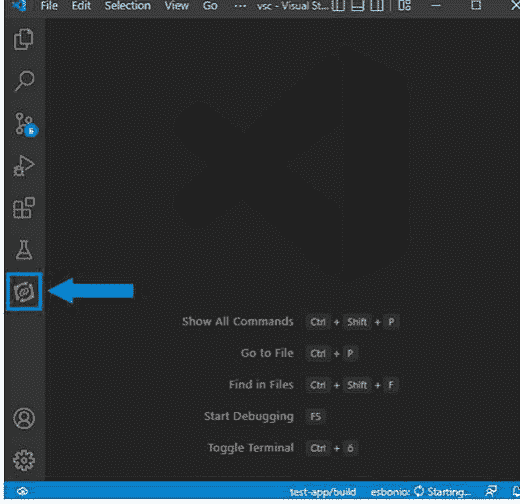 File Edit Selection View Go ··· vsc - Visual St...
6
Show All Commands Ctrl + Shift + P
Go to File Ctrl + P
Find in Files Ctrl + Shift + F
Start Debugging F5
Toggle Terminal Ctrl + 6
test-app/build esbonio: Starting...